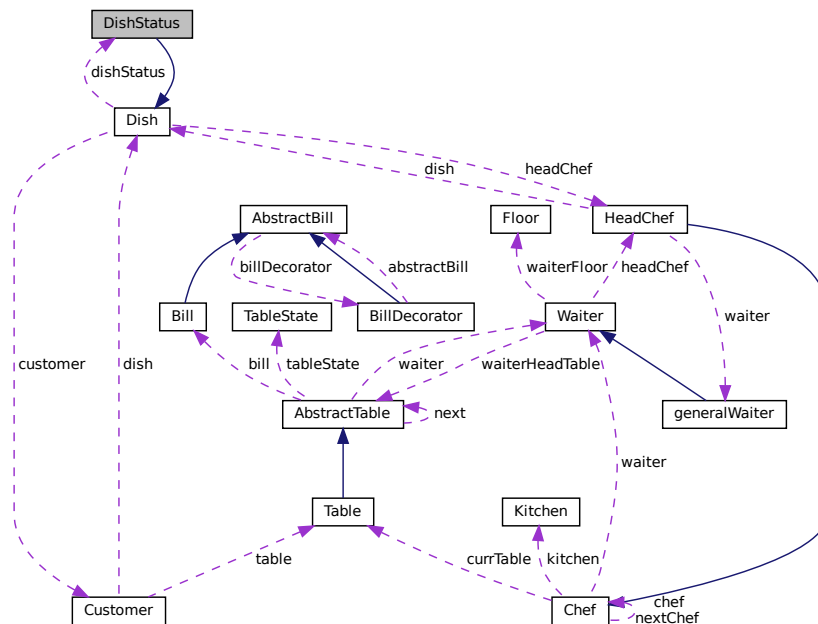 DishStatus
dishStatus
Dish
dish
headChef
AbstractBill
Floor
HeadChef
billDecorator
abstractBill
waiterFloor
headChef
Bill
TableState
BillDecorator
Waiter
waiter
customer
dish
bill
tableState
waiter
waiterHeadTable
AbstractTable
next
generalWaiter
waiter
Table
Kitchen
table
currTable
kitchen
Customer
Chef
chef
nextChef